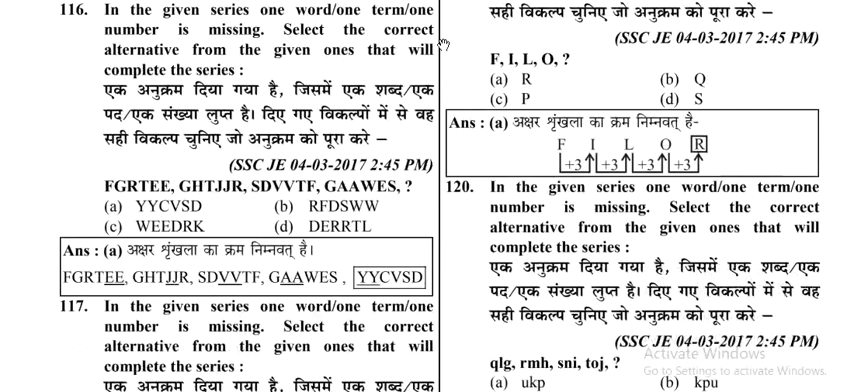 116. In the given series one word/one term/one
number is missing. Select the correct
alternative from the given ones that will
complete the series :
एक अनुक्रम दिया गया है, जिसमें एक शब्द/एक
पद/एक संख्या लुप्त है। दिए गए विकल्पों में से वह
सही विकल्प चुनिए जो अनुक्रम को पूरा करे –
(SSC JE 04-03-2017 2:45 PM)
FGRTEE, GHTJJR, SDVVTF, GAAWES, ?
(a) YYCVSD (b) RFDSWW
(c) WEEDRK (d) DERRTL
Ans : (a) अक्षर शृंखला का क्रम निम्नवत् है।
FGRTEE, GHTJJR, SDVVTF, GAAWES , YYCVSD
117. In the given series one word/one term/one
number is missing. Select the correct
alternative from the given ones that will
complete the series :
एक अनुक्रम दिया गया है, जिसमें एक शब्द/एक
सही विकल्प चुनिए जो अनुक्रम को पूरा करे –
(SSC JE 04-03-2017 2:45 PM)
F, I, L, O, ?
(a) R (b) Q
(c) P (d) S
Ans : (a) अक्षर शृंखला का क्रम निम्नवत् है-
F I L O R
+3 +3 +3 +3
120. In the given series one word/one term/one
number is missing. Select the correct
alternative from the given ones that will
complete the series :
एक अनुक्रम दिया गया है, जिसमें एक शब्द/एक
पद/एक संख्या लुप्त है। दिए गए विकल्पों में से वह
सही विकल्प चुनिए जो अनुक्रम को पूरा करे –
(SSC JE 04-03-2017 2:45 PM)
Activate Windows
qlg, rmh, sni, toj, ?
Go to Settings to activate Windows.
(a) ukp (b) kpu